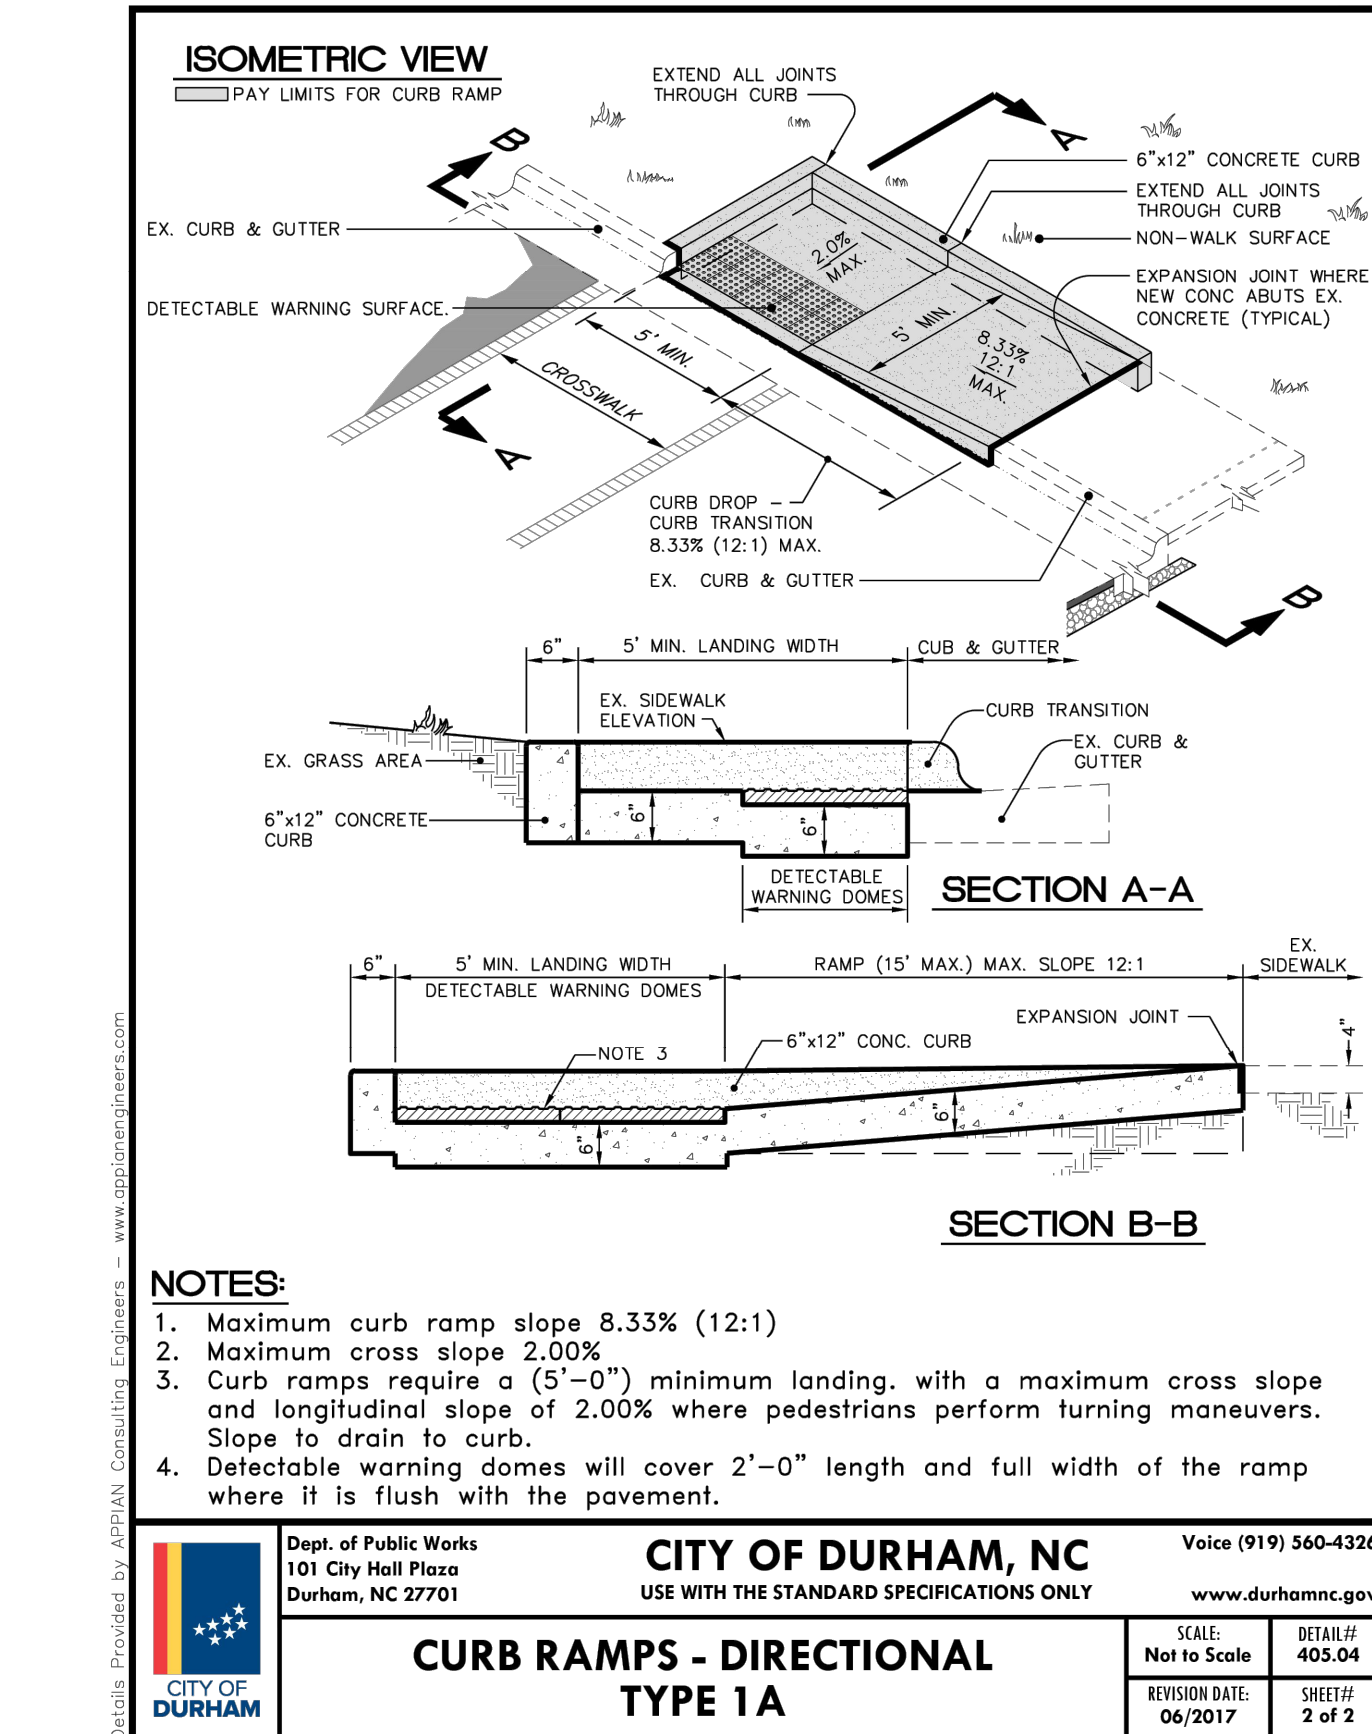 ISOMETRIC VIEW
PAY LIMITS FOR CURB RAMP
EXTEND ALL JOINTS
THROUGH CURB
B
A
6"x12" CONCRETE CURB
EXTEND ALL JOINTS
THROUGH CURB
NON-WALK SURFACE
EXPANSION JOINT WHERE
NEW CONC ABUTS EX.
CONCRETE (TYPICAL)
EX. CURB & GUTTER
DETECTABLE WARNING SURFACE.
2.0%
MAX.
5' MIN.
8.33%
12:1
MAX.
5' MIN.
CROSSWALK
A
CURB DROP -
CURB TRANSITION
8.33% (12:1) MAX.
EX. CURB & GUTTER
B
6"
5' MIN. LANDING WIDTH
CUB & GUTTER
EX. SIDEWALK
ELEVATION
CURB TRANSITION
EX. CURB &
GUTTER
EX. GRASS AREA
6"x12" CONCRETE
CURB
6"
6"
DETECTABLE
WARNING DOMES
SECTION A-A
6"
5' MIN. LANDING WIDTH
DETECTABLE WARNING DOMES
RAMP (15' MAX.) MAX. SLOPE 12:1
EX.
SIDEWALK
EXPANSION JOINT
4"
NOTE 3
6"x12" CONC. CURB
6"
6"
SECTION B-B
NOTES:
1. Maximum curb ramp slope 8.33% (12:1)
2. Maximum cross slope 2.00%
3. Curb ramps require a (5'-0") minimum landing. with a maximum cross slope
and longitudinal slope of 2.00% where pedestrians perform turning maneuvers.
Slope to drain to curb.
4. Detectable warning domes will cover 2'-0" length and full width of the ramp
where it is flush with the pavement.
Details Provided by APPIAN Consulting Engineers - www.appianengineers.com
CITY OF
DURHAM
Dept. of Public Works
101 City Hall Plaza
Durham, NC 27701
CITY OF DURHAM, NC
USE WITH THE STANDARD SPECIFICATIONS ONLY
Voice (919) 560-4326
www.durhamnc.gov
CURB RAMPS - DIRECTIONAL
TYPE 1A
SCALE:
Not to Scale
DETAIL#
405.04
REVISION DATE:
06/2017
SHEET#
2 of 2